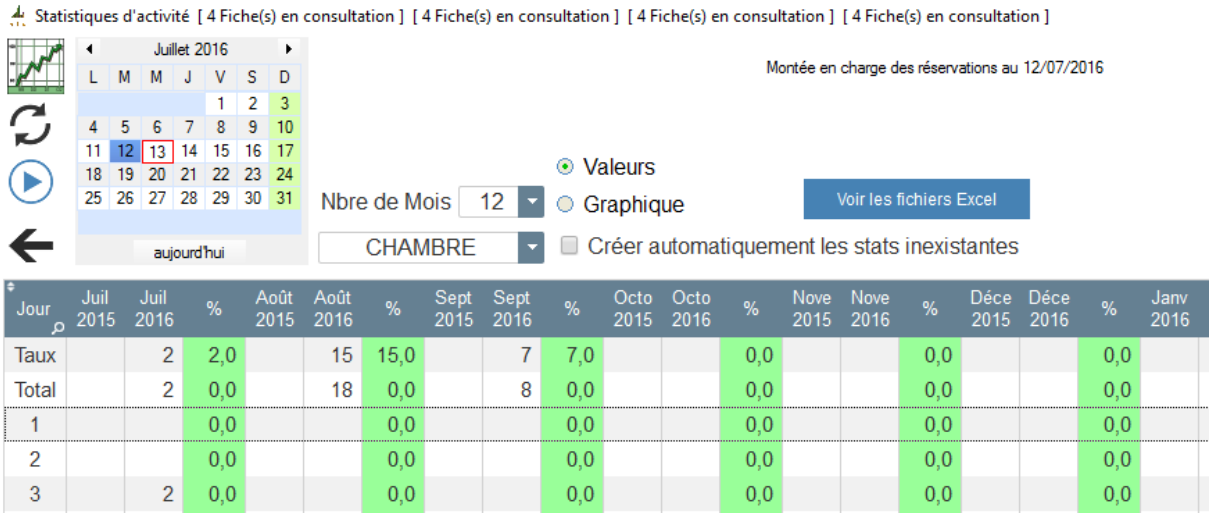 Statistiques d'activité [ 4 Fiche(s) en consultation ] [ 4 Fiche(s) en consultation ] [ 4 Fiche(s) en consultation ] [ 4 Fiche(s) en consultation ]
Juillet 2016
L M M J V S D
1 2 3
4 5 6 7 8 9 10
11 12 13 14 15 16 17
18 19 20 21 22 23 24
25 26 27 28 29 30 31
aujourd'hui
Montée en charge des réservations au 12/07/2016
Nbre de Mois 12
CHAMBRE
Valeurs
Graphique
Voir les fichiers Excel
Créer automatiquement les stats inexistantes
Jour Juil 2015 Juil 2016 % Août 2015 Août 2016 % Sept 2015 Sept 2016 % Octo 2015 Octo 2016 % Nove 2015 Nove 2016 % Déce 2015 Déce 2016 % Janv 2016
Taux 2 2,0 15 15,0 7 7,0 0,0 0,0 0,0
Total 2 0,0 18 0,0 8 0,0 0,0 0,0 0,0
1 0,0 0,0 0,0 0,0 0,0 0,0
2 0,0 0,0 0,0 0,0 0,0 0,0
3 2 0,0 0,0 0,0 0,0 0,0 0,0